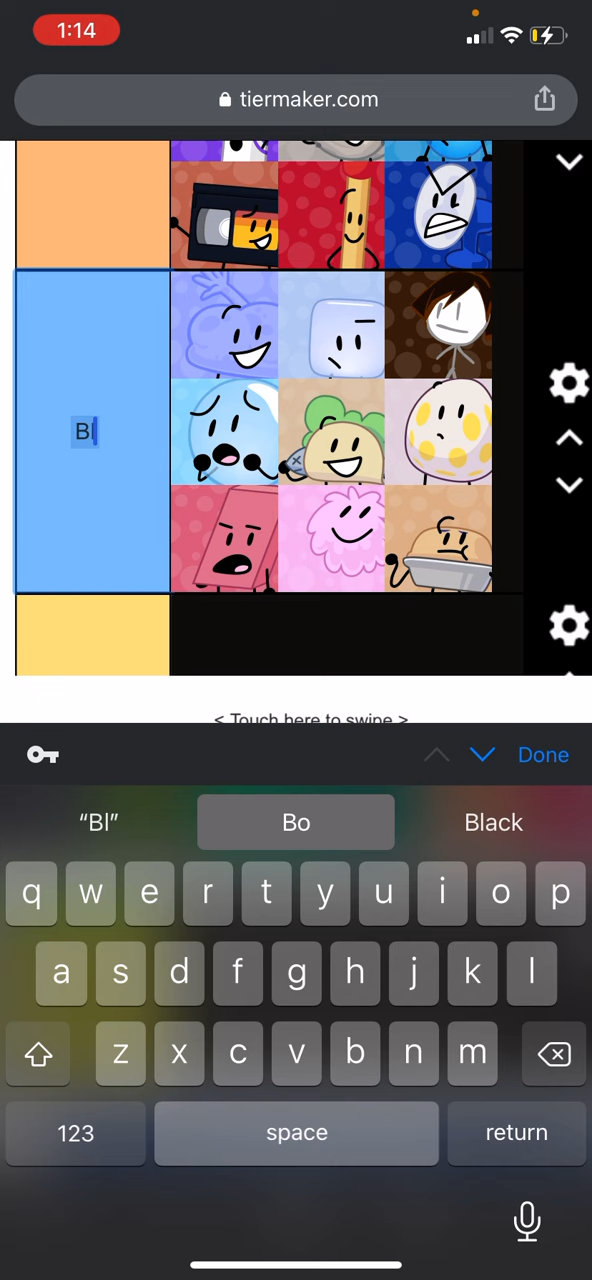 1:14
tiermaker.com
Bl
< Touch here to swipe >
Done
“Bl” Bo Black
q w e r t y u i o p
a s d f g h j k l
z x c v b n m
123 space return